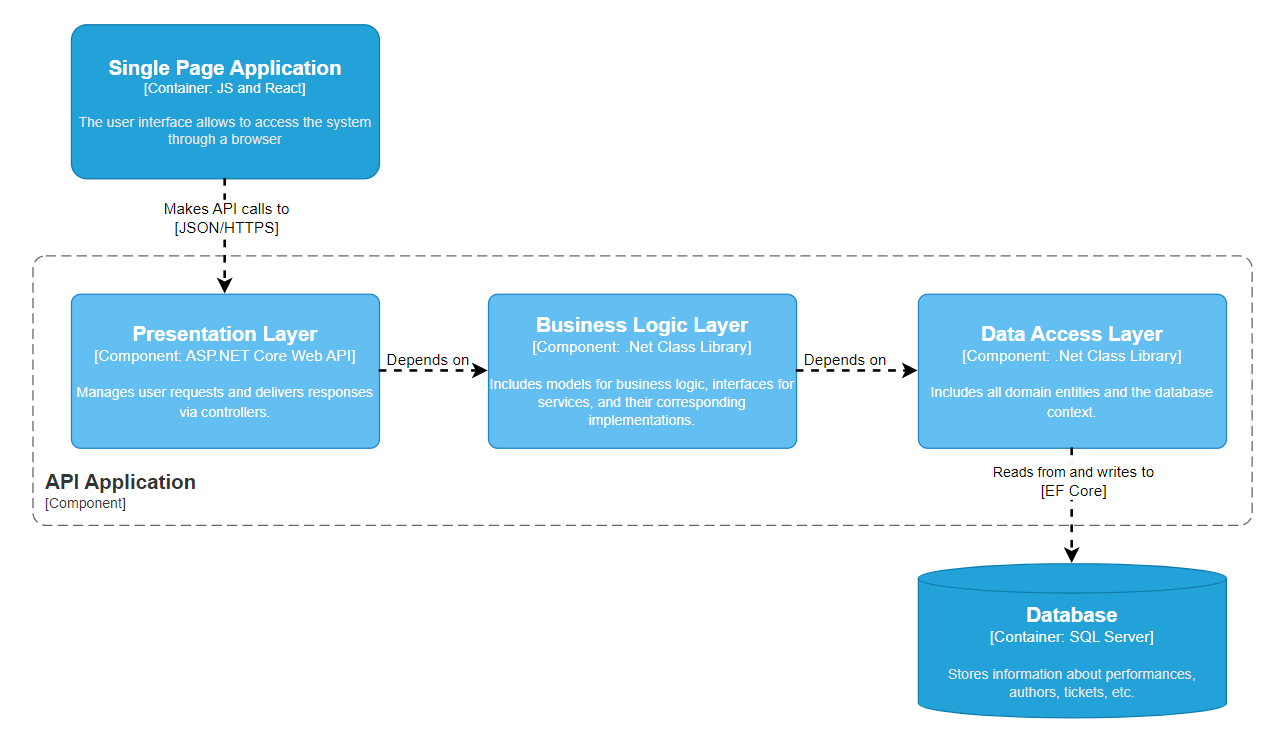 Single Page Application
[Container: JS and React]
The user interface allows to access the system
through a browser
Makes API calls to
[JSON/HTTPS]
Presentation Layer
[Component: ASP.NET Core Web API]
Manages user requests and delivers responses
via controllers.
Depends on
Business Logic Layer
[Component: .Net Class Library]
Includes models for business logic, interfaces for
services, and their corresponding
implementations.
Depends on
Data Access Layer
[Component: .Net Class Library]
Includes all domain entities and the database
context.
API Application
[Component]
Reads from and writes to
[EF Core]
Database
[Container: SQL Server]
Stores information about performances,
authors, tickets, etc.